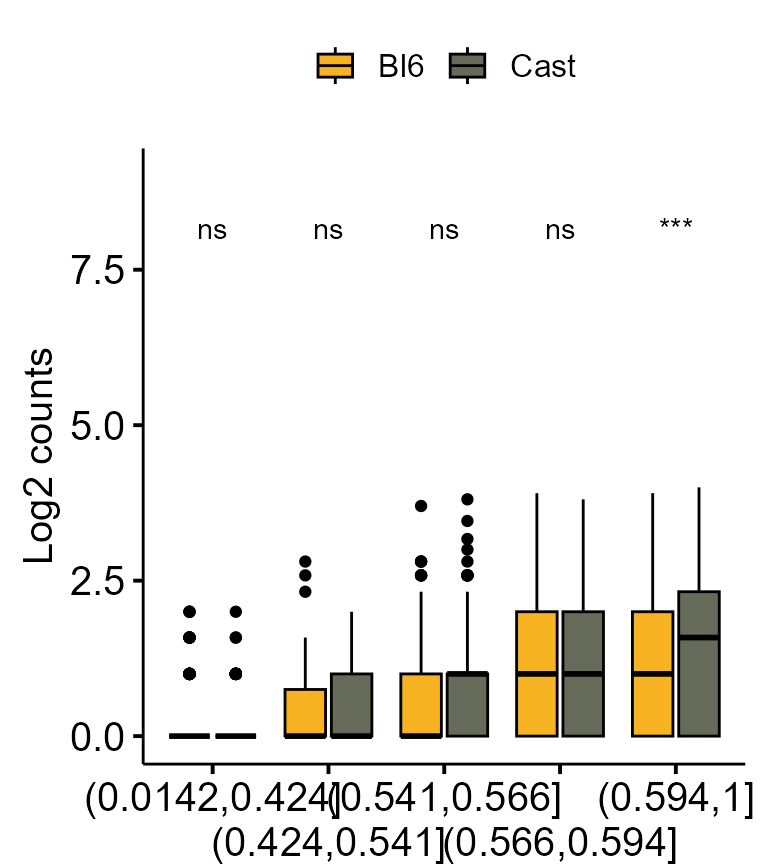 Bl6 Cast
ns ns ns ns ***
7.5
5.0
2.5
0.0
Log2 counts
(0.0142,0.424] (0.541,0.566] (0.594,1]
(0.424,0.541] (0.566,0.594]